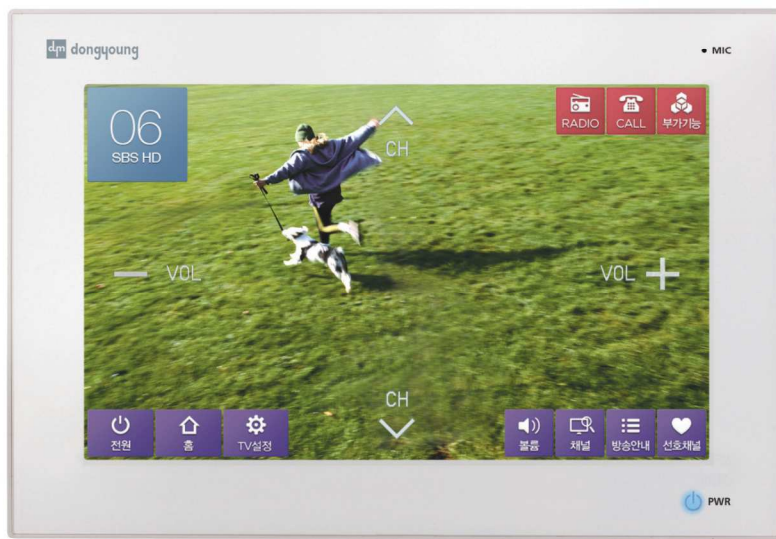 dm dongyoung
MIC
06
SBS HD
RADIO
CALL
부가기능
CH
VOL
VOL
CH
전원
홈
TV설정
볼륨
채널
방송안내
선호채널
PWR